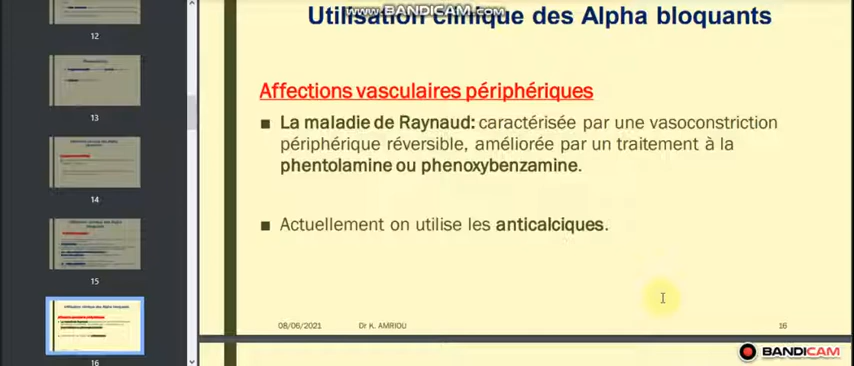 www.BANDICAM.com
Utilisation clinique des Alpha bloquants
Affections vasculaires périphériques
■ La maladie de Raynaud: caractérisée par une vasoconstriction
périphérique réversible, améliorée par un traitement à la
phentolamine ou phenoxybenzamine.
■ Actuellement on utilise les anticalciques.
08/06/2021 Dr K. AMRIOU 16
12
13
14
15
16
BANDICAM